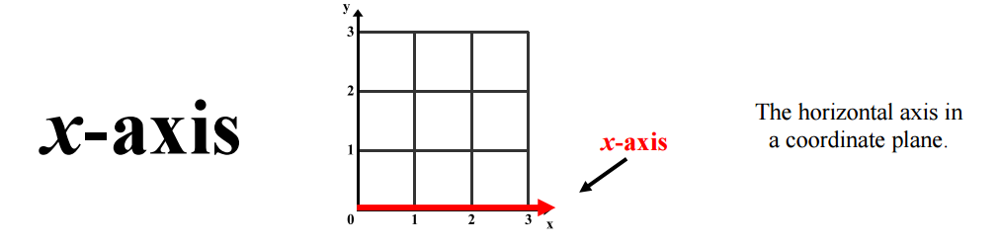 x-axis
y
3
2
1
0 1 2 3 x
x-axis
The horizontal axis in
a coordinate plane.